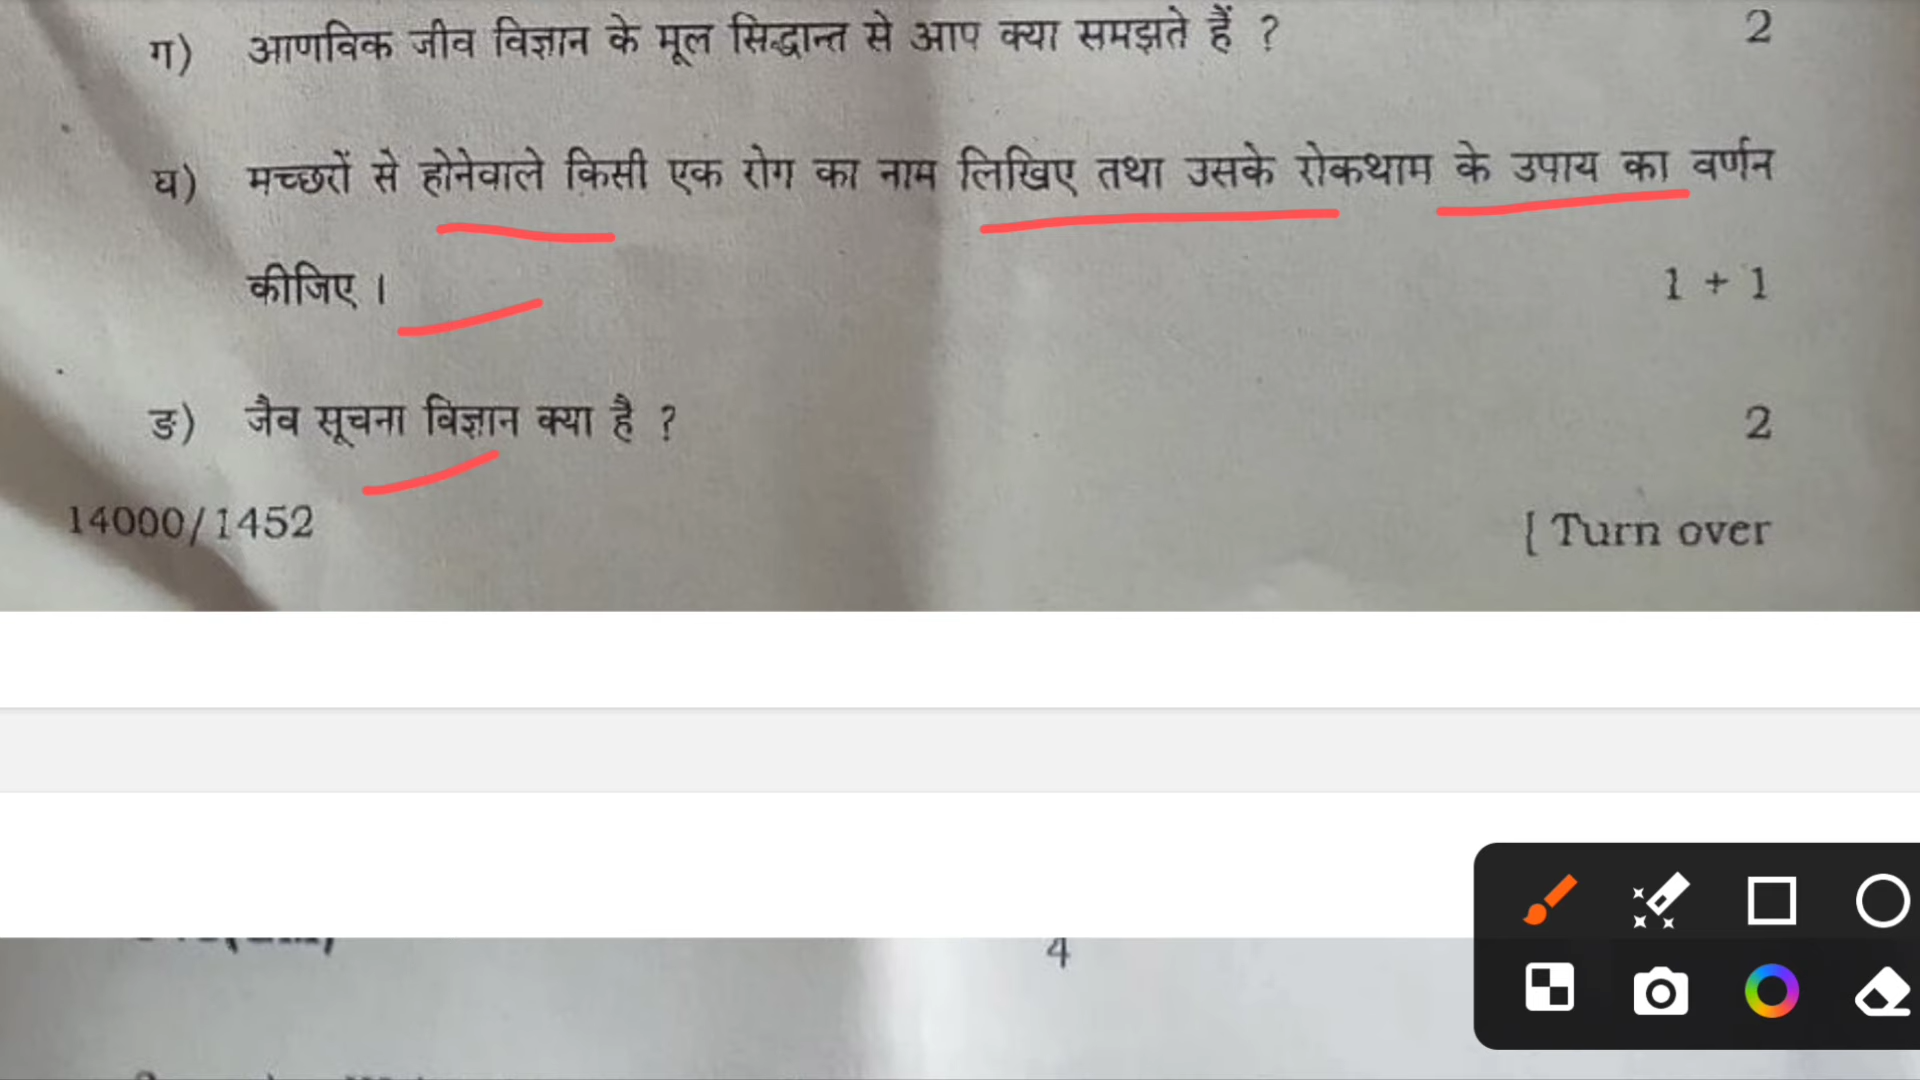 ग) आणविक जीव विज्ञान के मूल सिद्धान्त से आप क्या समझते हैं ? 2
घ) मच्छरों से होनेवाले किसी एक रोग का नाम लिखिए तथा उसके रोकथाम के उपाय का वर्णन
कीजिए । 1 + 1
ङ) जैव सूचना विज्ञान क्या है ? 2
14000/1452 [ Turn over
4